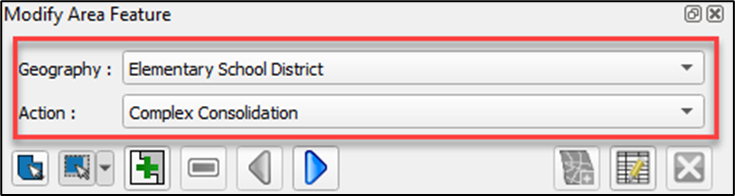 Modify Area Feature
Geography : Elementary School District
Action : Complex Consolidation